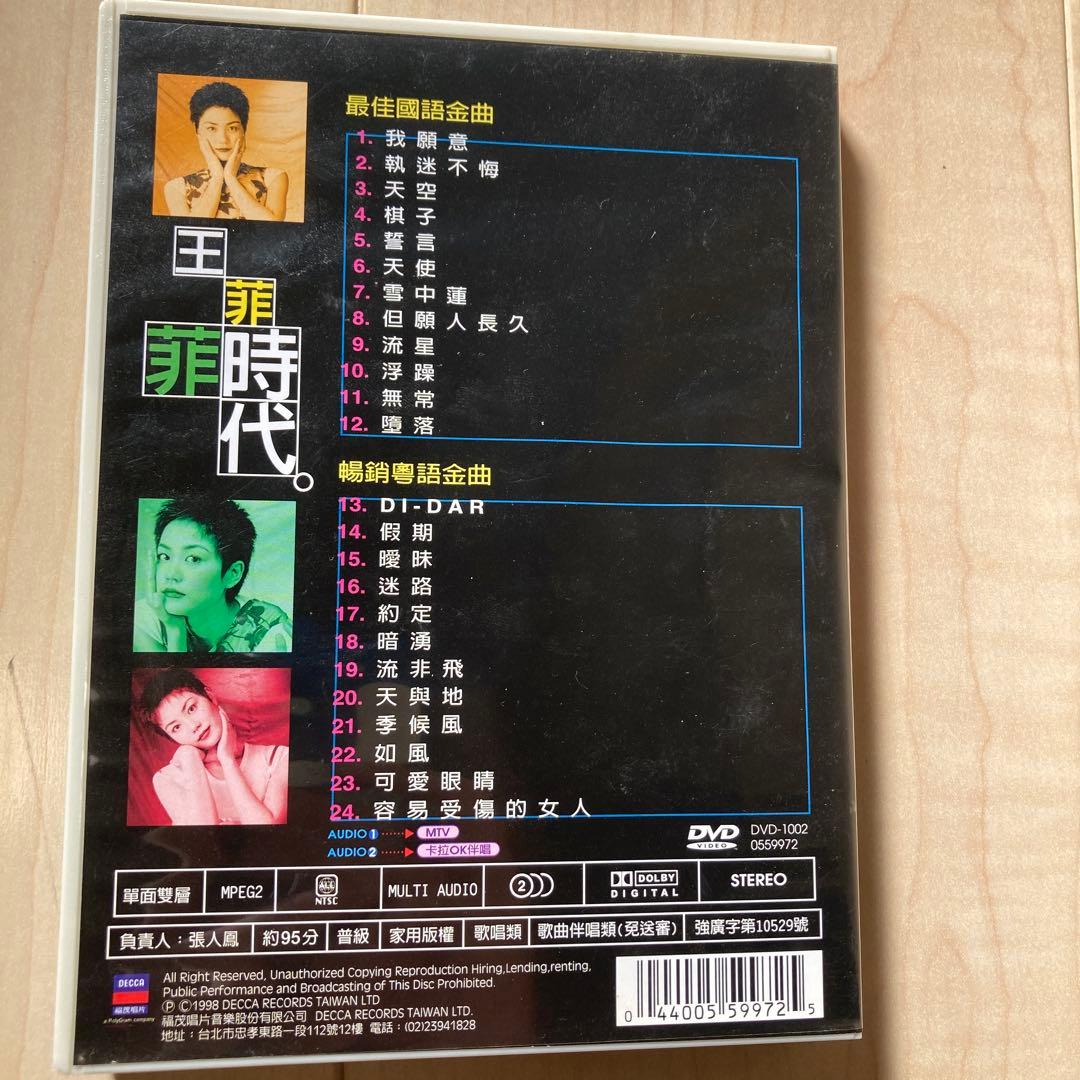 王
菲
菲時
代。
最佳國語金曲
1. 我願意
2. 執迷不悔
3. 天空
4. 棋子
5. 誓言
6. 天使
7. 雪中蓮
8. 但願人長久
9. 流星
10. 浮躁
11. 無常
12. 墮落
暢銷粵語金曲
13. DI-DAR
14. 假期
15. 曖昧
16. 迷路
17. 約定
18. 暗湧
19. 流非飛
20. 天與地
21. 季候風
22. 如風
23. 可愛眼睛
24. 容易受傷的女人
AUDIO1 ......▶ MTV
AUDIO2 ......▶ 卡拉OK伴唱
DVD VIDEO
DVD-1002
0559972
單面雙層 MPEG2 ALL NTSC MULTI AUDIO 2 DOLBY DIGITAL STEREO
負責人：張人鳳 約95分 普級 家用版權 歌唱類 歌曲伴唱類(免送審) 強廣字第10529號
DECCA
福茂唱片
a PolyGram company
All Right Reserved, Unauthorized Copying Reproduction Hiring,Lending,renting,
Public Performance and Broadcasting of This Disc Prohibited.
Ⓟ Ⓒ1998 DECCA RECORDS TAIWAN LTD
福茂唱片音樂股份有限公司 DECCA RECORDS TAIWAN LTD.
地址：台北市忠孝東路一段112號12樓 電話：(02)23941828
0 44005 59972 5